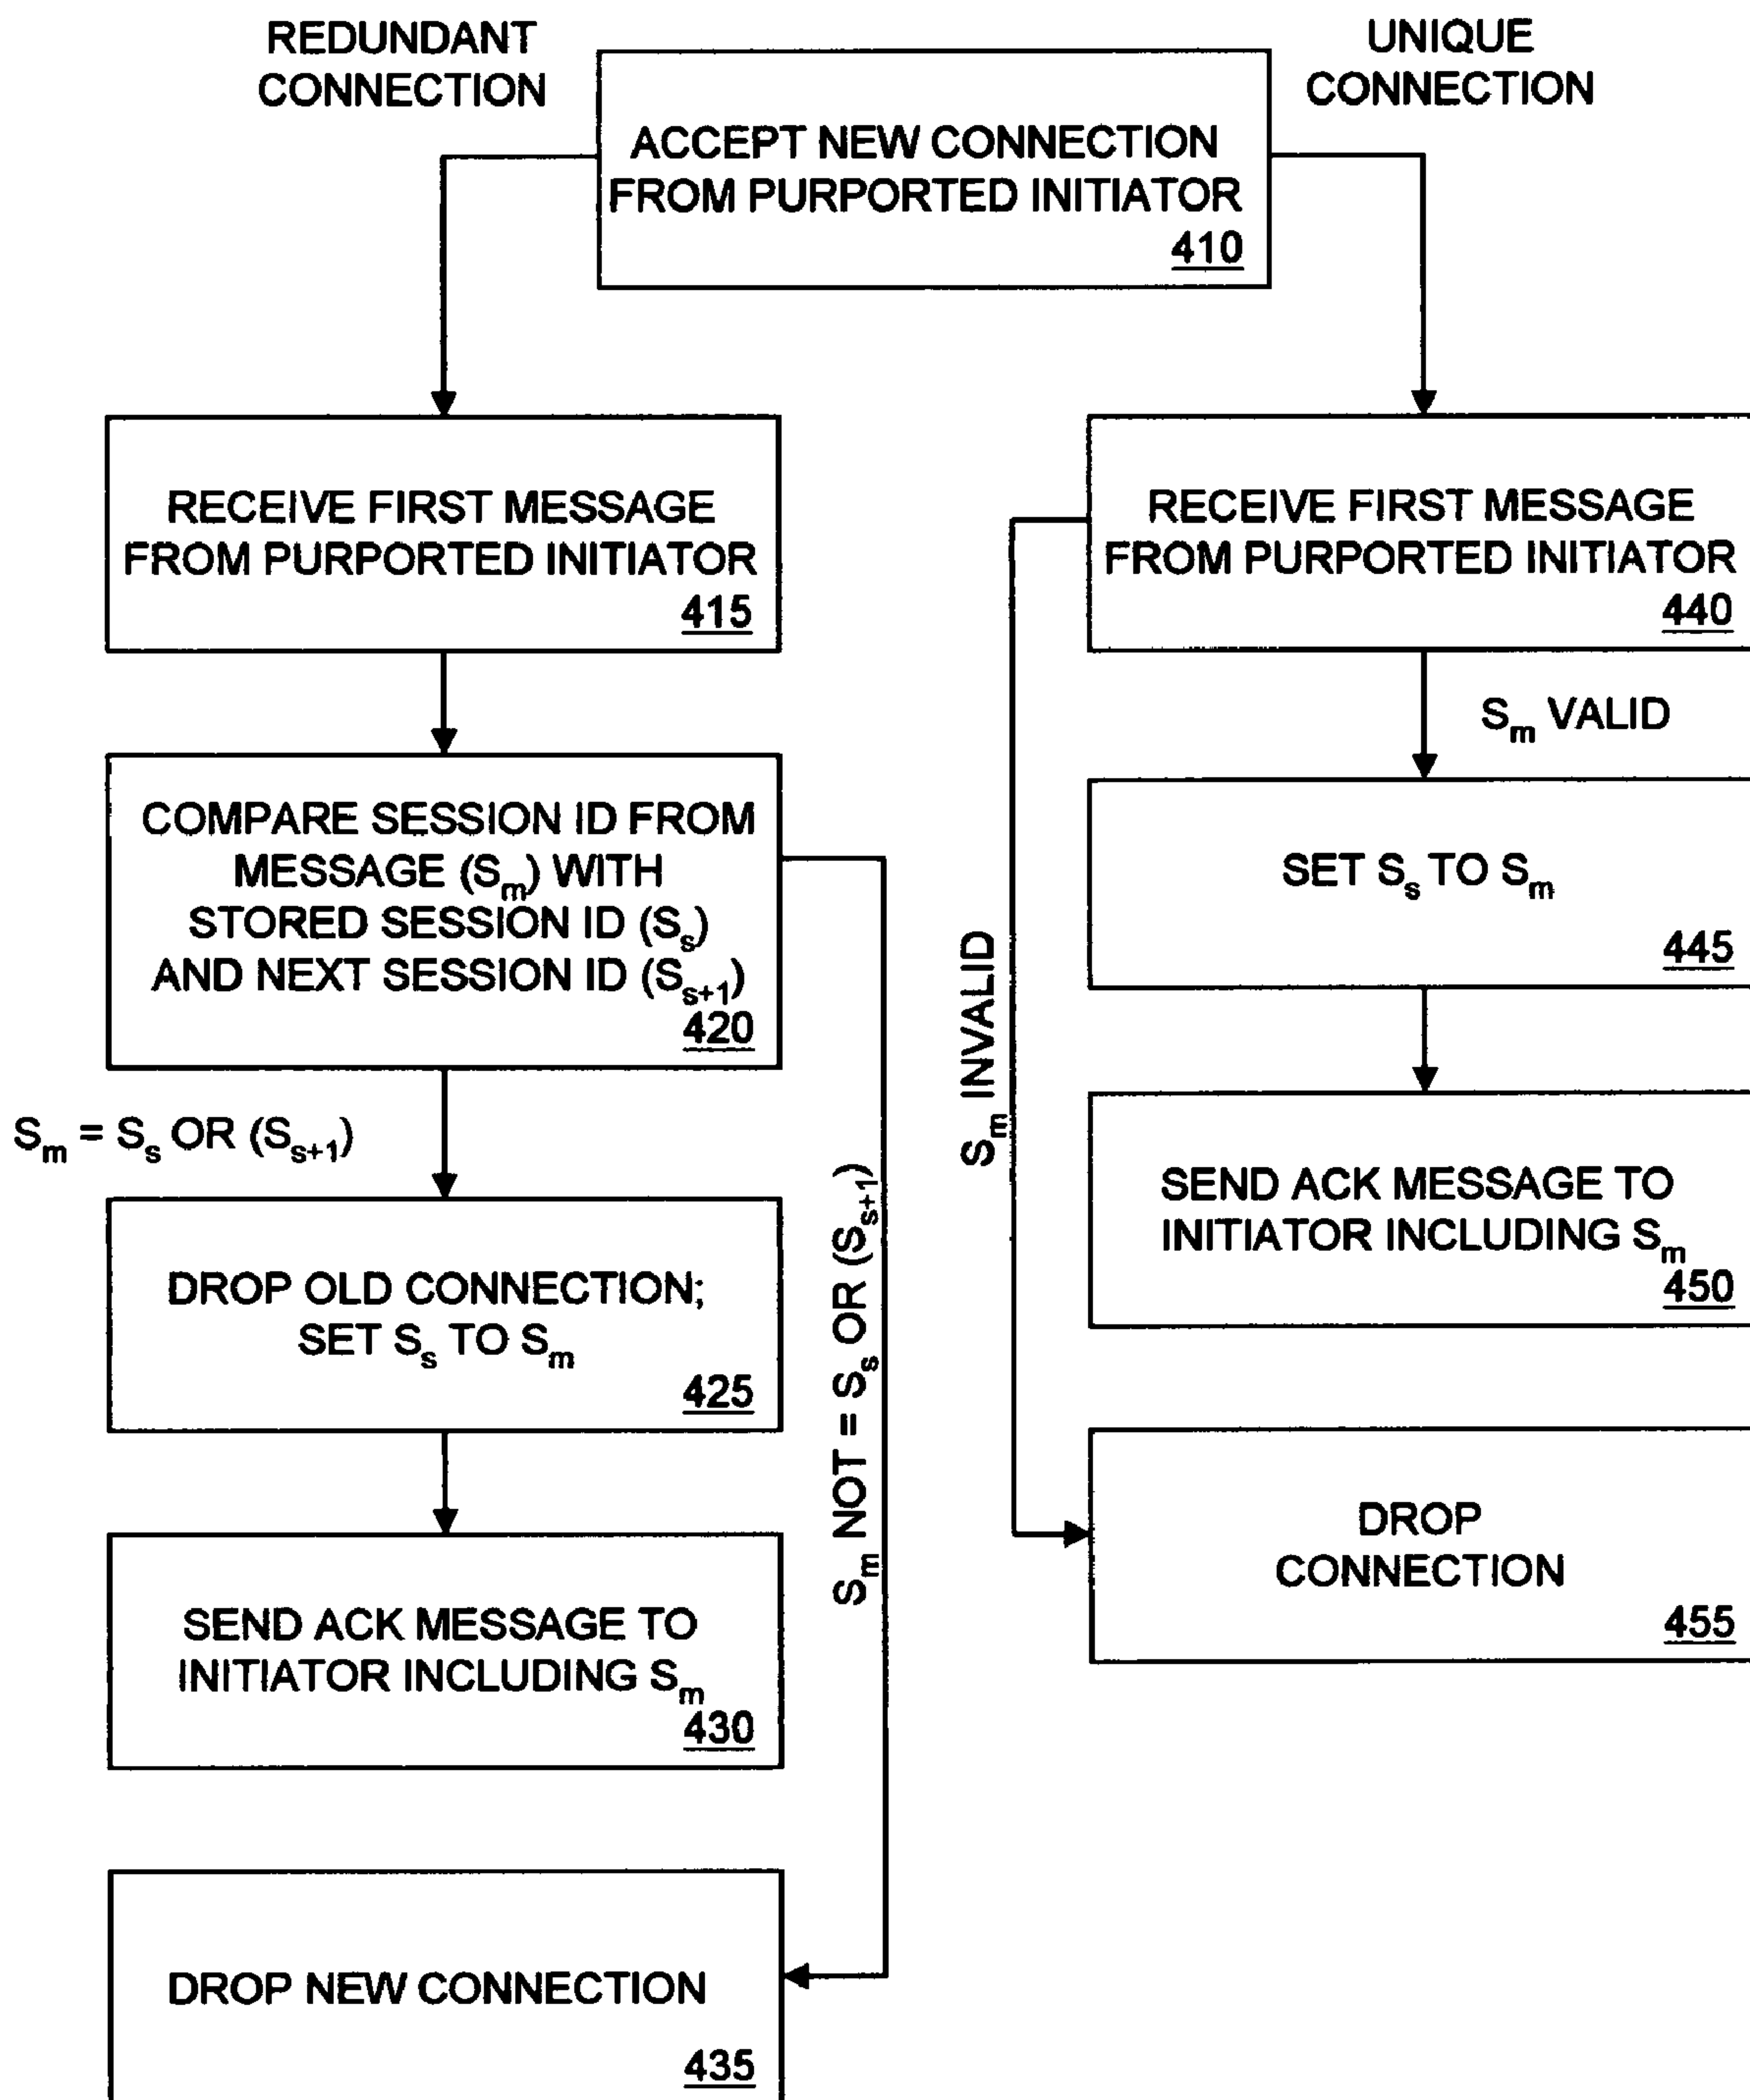 REDUNDANT
CONNECTION
UNIQUE
CONNECTION
ACCEPT NEW CONNECTION
FROM PURPORTED INITIATOR
410
RECEIVE FIRST MESSAGE
FROM PURPORTED INITIATOR
415
COMPARE SESSION ID FROM
MESSAGE (Sm) WITH
STORED SESSION ID (Ss)
AND NEXT SESSION ID (Ss+1)
420
Sm = Ss OR (Ss+1)
DROP OLD CONNECTION;
SET Ss TO Sm
425
SEND ACK MESSAGE TO
INITIATOR INCLUDING Sm
430
Sm NOT = Ss OR (Ss+1)
DROP NEW CONNECTION
435
RECEIVE FIRST MESSAGE
FROM PURPORTED INITIATOR
440
Sm VALID
SET Ss TO Sm
445
SEND ACK MESSAGE TO
INITIATOR INCLUDING Sm
450
Sm INVALID
DROP
CONNECTION
455